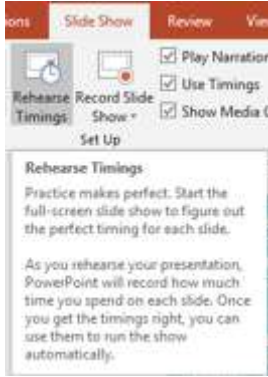 ons Slide Show Review Vie
Play Narration
Use Timings
Show Media C
Rehearse Record Slide
Timings Show
Set Up
Rehearse Timings
Practice makes perfect. Start the
full-screen slide show to figure out
the perfect timing for each slide.
As you rehearse your presentation,
PowerPoint will record how much
time you spend on each slide. Once
you get the timings right, you can
use them to run the show
automatically.